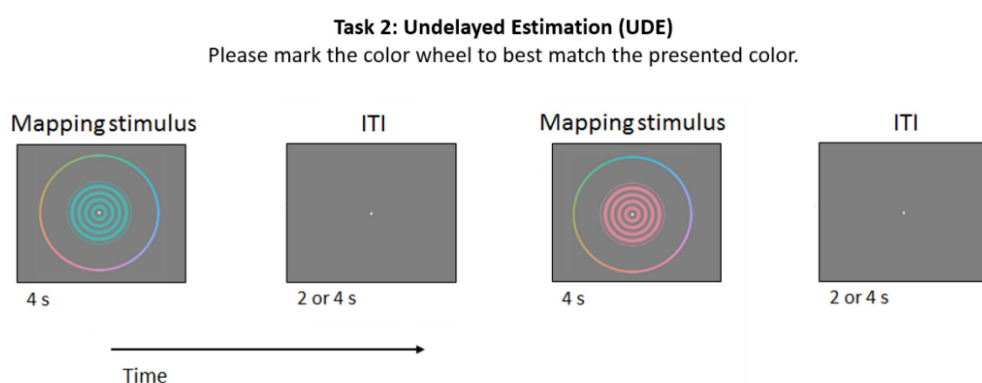 Task 2: Undelayed Estimation (UDE)
Please mark the color wheel to best match the presented color.
Mapping stimulus
ITI
Mapping stimulus
ITI
4 s
2 or 4 s
4 s
2 or 4 s
Time